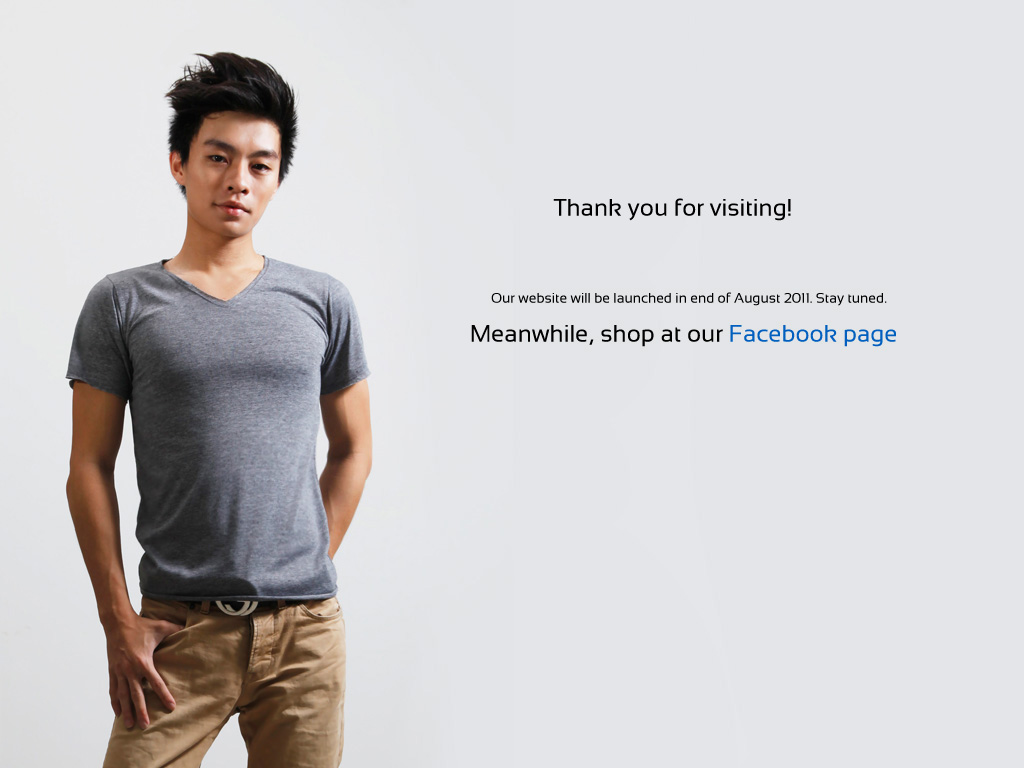 Thank you for visiting!
Our website will be launched in end of August 2011. Stay tuned.
Meanwhile, shop at our Facebook page